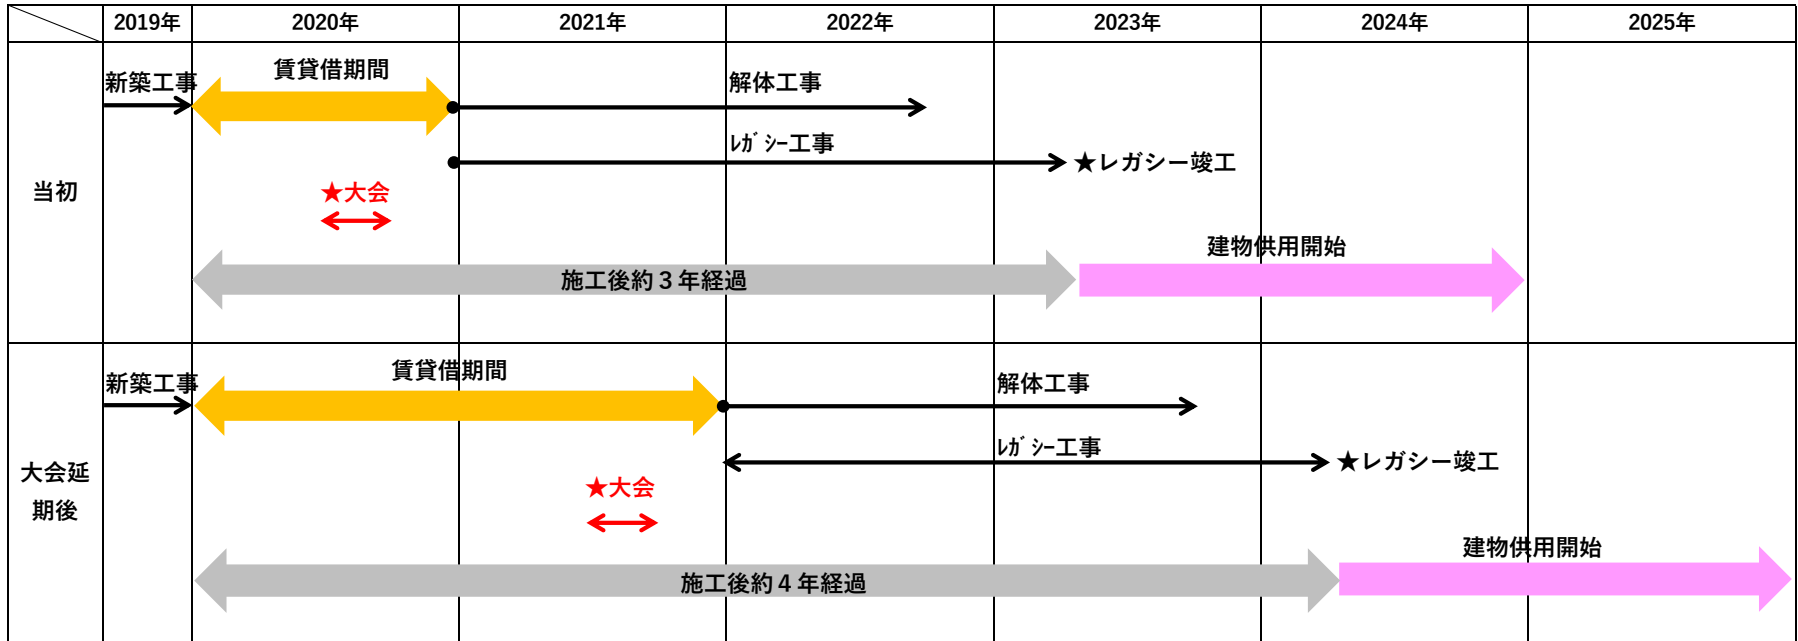 2019年 2020年 2021年 2022年 2023年 2024年 2025年
当初
新築工事
賃貸借期間
解体工事
ﾚｶﾞｼｰ工事
★レガシー竣工
★大会
建物供用開始
施工後約３年経過
大会延
期後
新築工事
賃貸借期間
解体工事
ﾚｶﾞｼｰ工事
★レガシー竣工
★大会
建物供用開始
施工後約４年経過